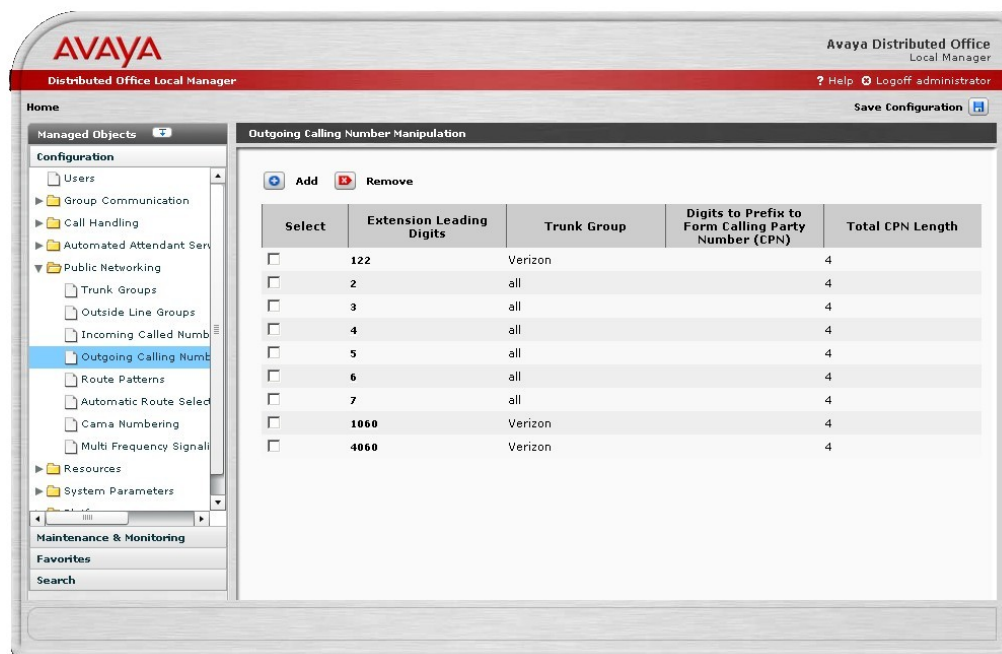 AVAYA
Avaya Distributed Office
Local Manager
Distributed Office Local Manager
? Help Logoff administrator
Home
Save Configuration
Managed Objects
Outgoing Calling Number Manipulation
Configuration
Users
Group Communication
Call Handling
Automated Attendant Serv
Public Networking
Trunk Groups
Outside Line Groups
Incoming Called Numb
Outgoing Calling Numb
Route Patterns
Automatic Route Select
Cama Numbering
Multi Frequency Signali
Resources
System Parameters
Maintenance & Monitoring
Favorites
Search
Add Remove
Select Extension Leading Digits Trunk Group Digits to Prefix to Form Calling Party Number (CPN) Total CPN Length
122 Verizon 4
2 all 4
3 all 4
4 all 4
5 all 4
6 all 4
7 all 4
1060 Verizon 4
4060 Verizon 4